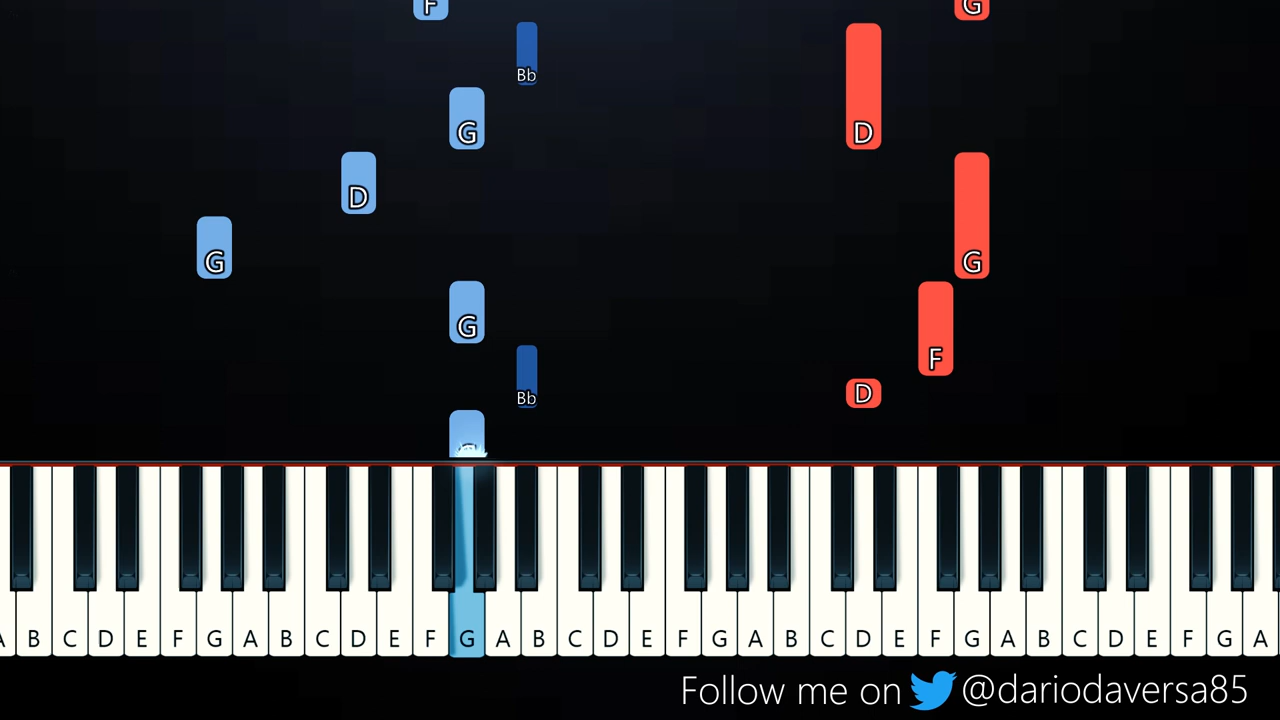 F G
Bb
G D
D
G G
G
F
Bb D
A B C D E F G A B C D E F G A B C D E F G A B C D E F G A B C D E F G A
Follow me on @dariodaversa85